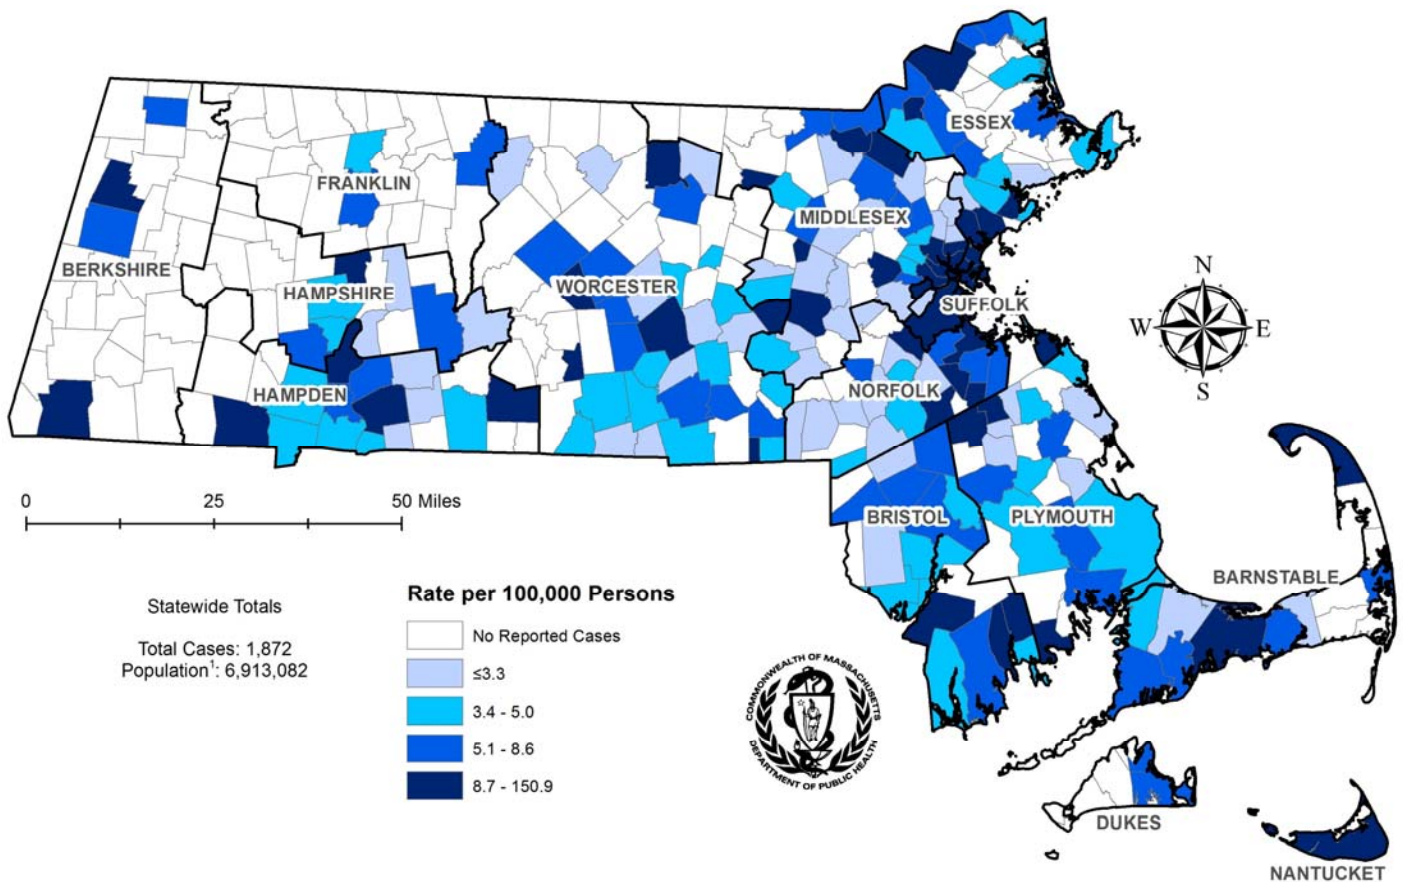 ESSEX
FRANKLIN
MIDDLESEX
BERKSHIRE
HAMPSHIRE
WORCESTER
SUFFOLK
HAMPDEN
NORFOLK
N
W E
S
0 25 50 Miles
BRISTOL
PLYMOUTH
BARNSTABLE
Statewide Totals
Total Cases: 1,872
Population¹: 6,913,082
Rate per 100,000 Persons
No Reported Cases
≤3.3
3.4 - 5.0
5.1 - 8.6
8.7 - 150.9
COMMONWEALTH OF MASSACHUSETTS
DEPARTMENT OF PUBLIC HEALTH
DUKES
NANTUCKET